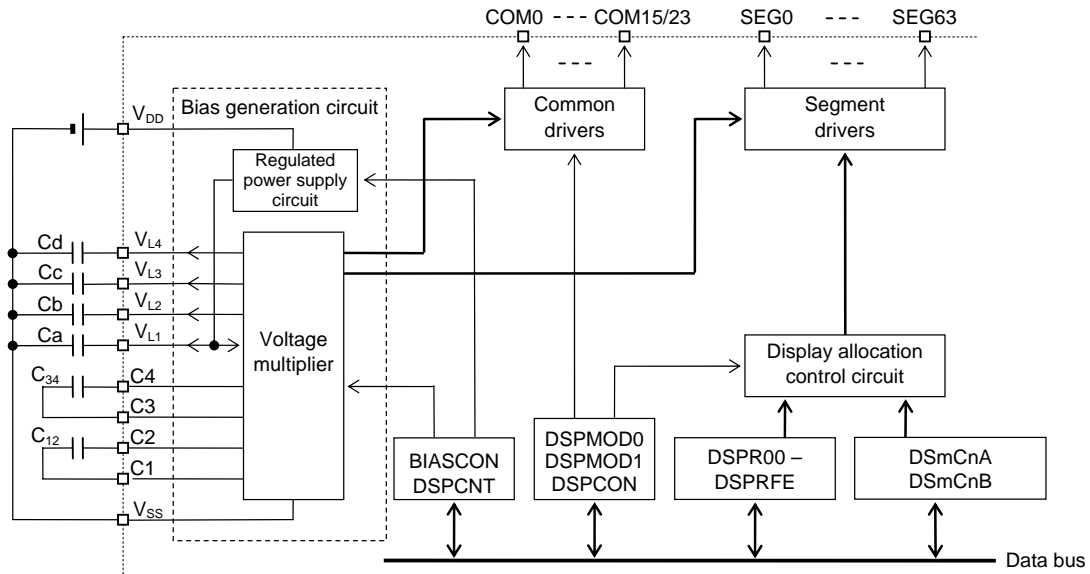 COM0 --- COM15/23 SEG0 ---- SEG63
--- ---
Bias generation circuit
Common
drivers
Segment
drivers
VDD
Regulated
power supply
circuit
Cd VL4
Cc VL3
Cb VL2
Ca VL1
Voltage
multiplier
Display allocation
control circuit
C34 C4
C3
C12 C2
C1
VSS
BIASCON
DSPCNT
DSPMOD0
DSPMOD1
DSPCON
DSPR00 –
DSPRFE
DSmCnA
DSmCnB
Data bus